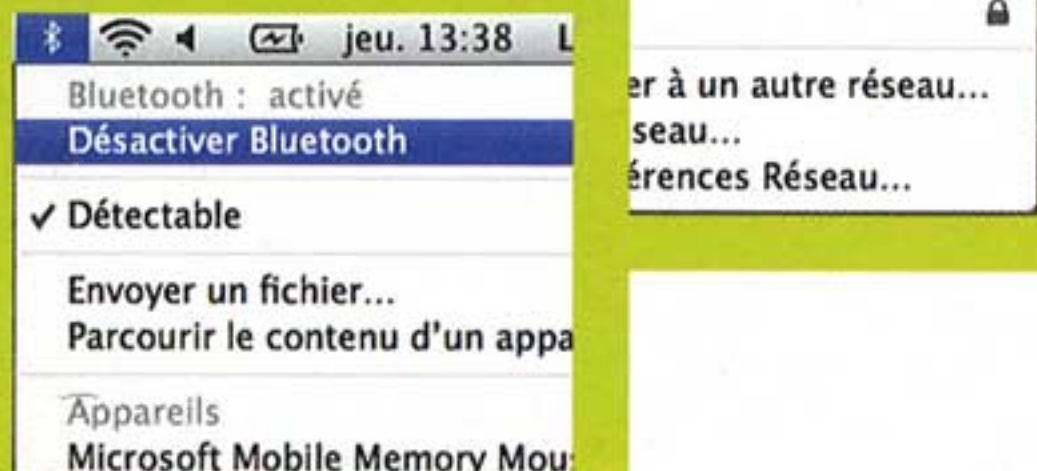 jeu. 13:38 L
Bluetooth : activé
Désactiver Bluetooth
✓ Détectable
Envoyer un fichier...
Parcourir le contenu d'un appa
Appareils
Microsoft Mobile Memory Mou
er à un autre réseau...
seau...
érences Réseau...